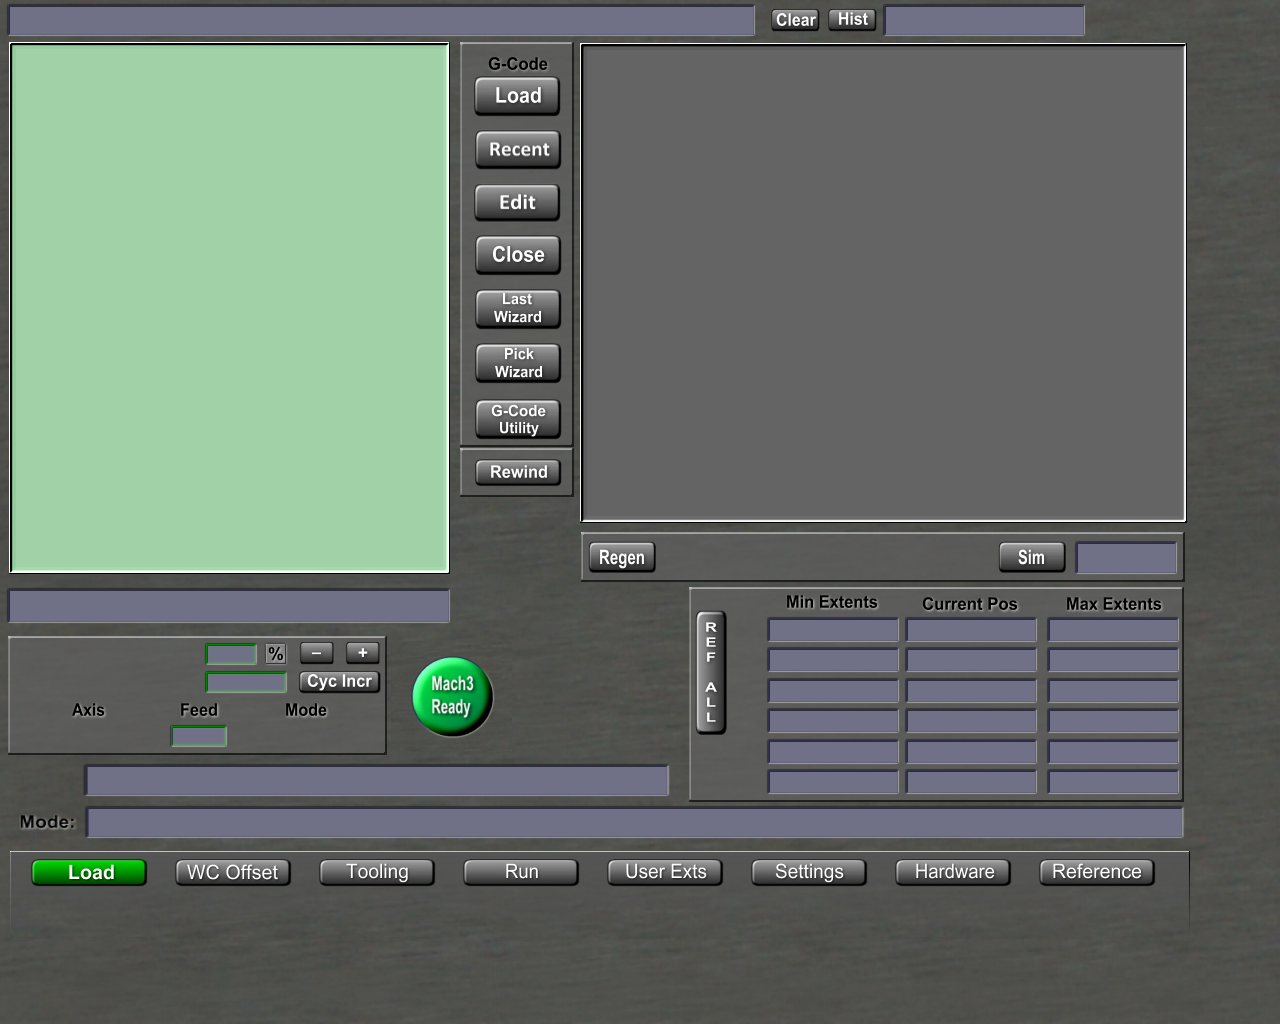 Clear Hist
G-Code
Load
Recent
Edit
Close
Last
Wizard
Pick
Wizard
G-Code
Utility
Rewind
Regen Sim
Min Extents Current Pos Max Extents
REF ALL
% – +
Cyc Incr
Axis Feed Mode
Mach3
Ready
Mode:
Load WC Offset Tooling Run User Exts Settings Hardware Reference